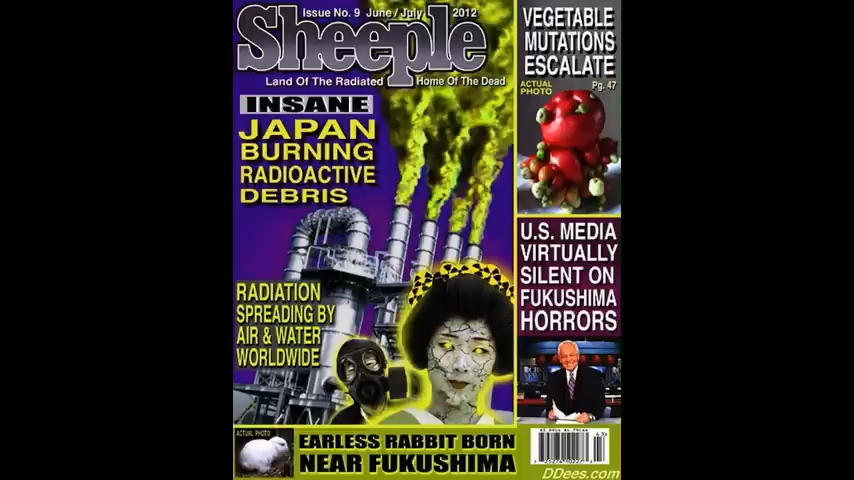 Issue No. 9 June / July 2012
Sheeple
Land Of The Radiated Home Of The Dead
INSANE
JAPAN
BURNING
RADIOACTIVE
DEBRIS
RADIATION
SPREADING BY
AIR & WATER
WORLDWIDE
VEGETABLE
MUTATIONS
ESCALATE
ACTUAL
PHOTO
Pg. 47
U.S. MEDIA
VIRTUALLY
SILENT ON
FUKUSHIMA
HORRORS
ACTUAL PHOTO
EARLESS RABBIT BORN
NEAR FUKUSHIMA
DDees.com